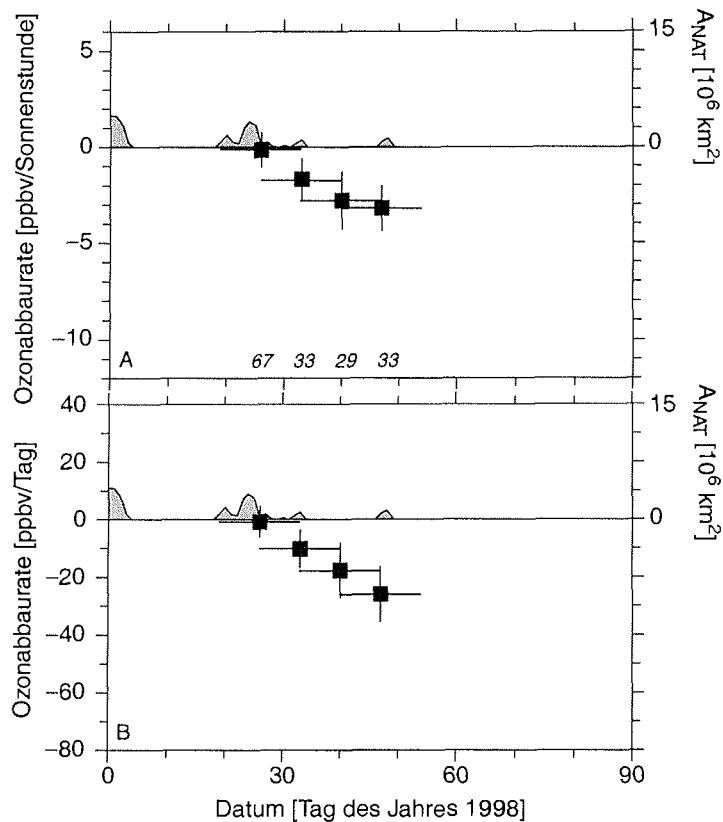 Ozonabbaurate [ppbv/Sonnenstunde]
5
0
−5
−10
A
67 33 29 33
15
0
A_NAT [10^6 km^2]
Ozonabbaurate [ppbv/Tag]
40
20
0
−20
−40
−60
−80
B
15
0
A_NAT [10^6 km^2]
0 30 60 90
Datum [Tag des Jahres 1998]